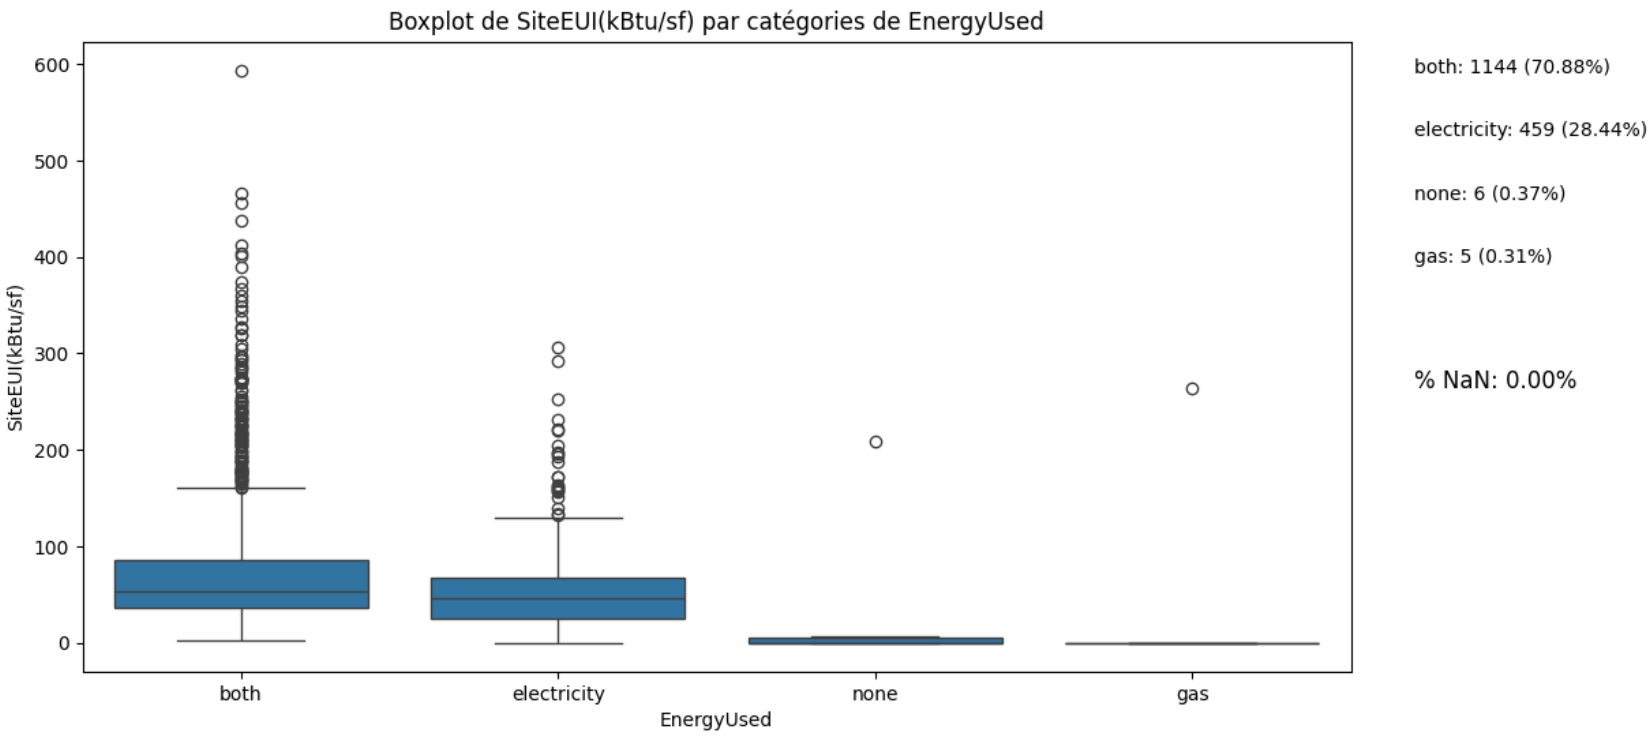 Boxplot de SiteEUI(kBtu/sf) par catégories de EnergyUsed
SiteEUI(kBtu/sf)
600
500
400
300
200
100
0
both
electricity
none
gas
EnergyUsed
both: 1144 (70.88%)
electricity: 459 (28.44%)
none: 6 (0.37%)
gas: 5 (0.31%)
% NaN: 0.00%